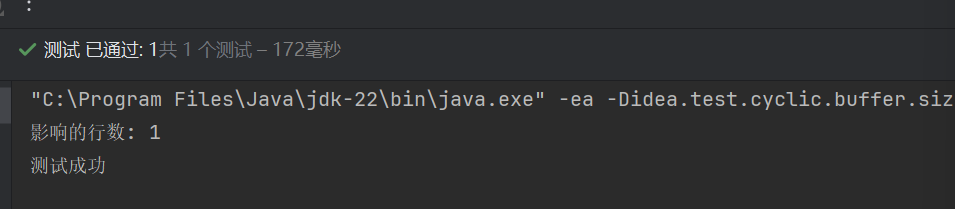 测试 已通过: 1共 1 个测试 – 172毫秒
"C:\Program Files\Java\jdk-22\bin\java.exe" -ea -Didea.test.cyclic.buffer.siz
影响的行数: 1
测试成功